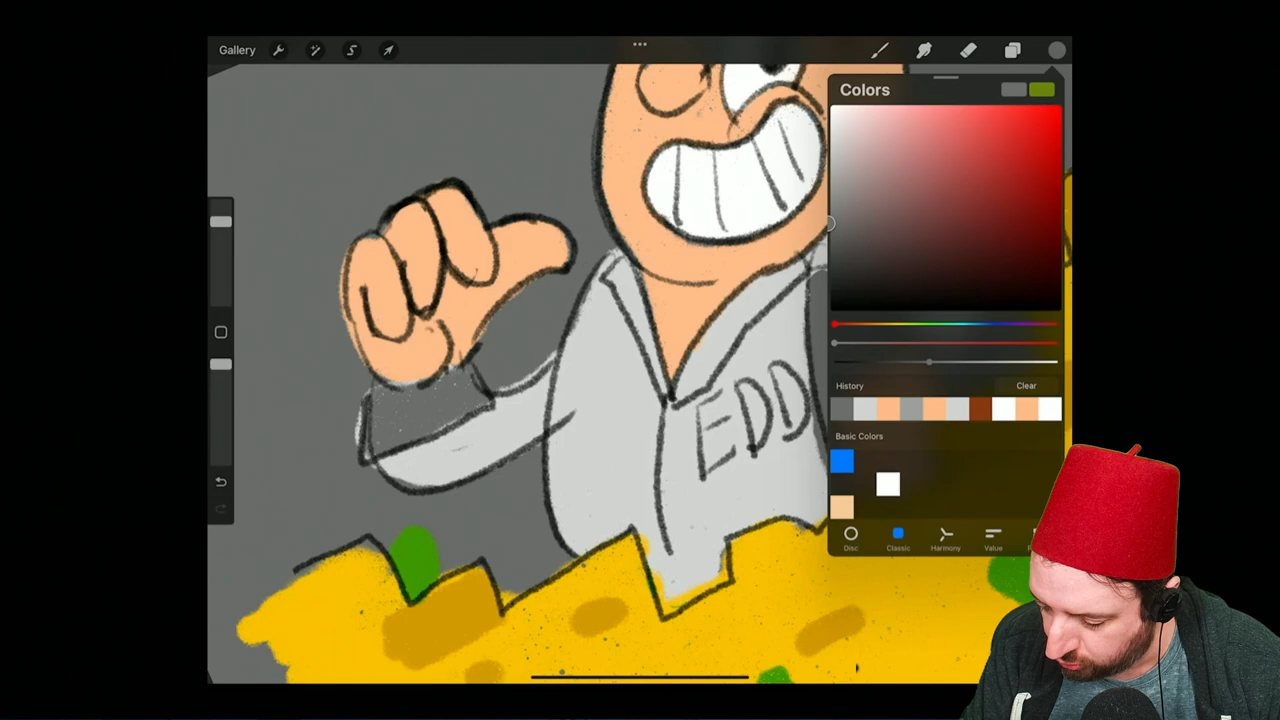 Gallery
Colors
EDD
History
Clear
Basic Colors
Disc
Classic
Harmony
Value